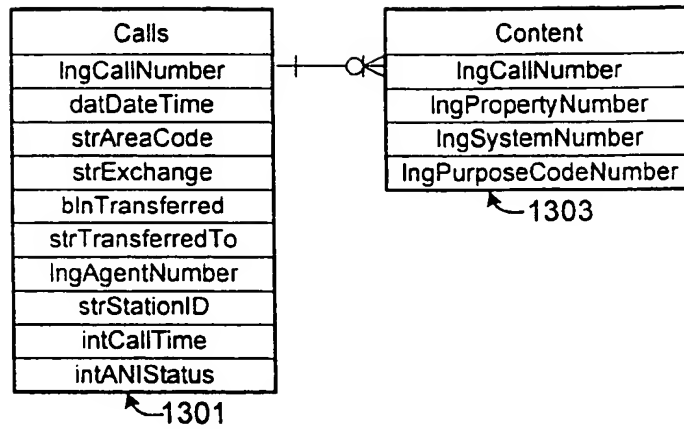 Calls
lngCallNumber
datDateTime
strAreaCode
strExchange
blnTransferred
strTransferredTo
lngAgentNumber
strStationID
intCallTime
intANIStatus
1301
Content
lngCallNumber
lngPropertyNumber
lngSystemNumber
lngPurposeCodeNumber
1303